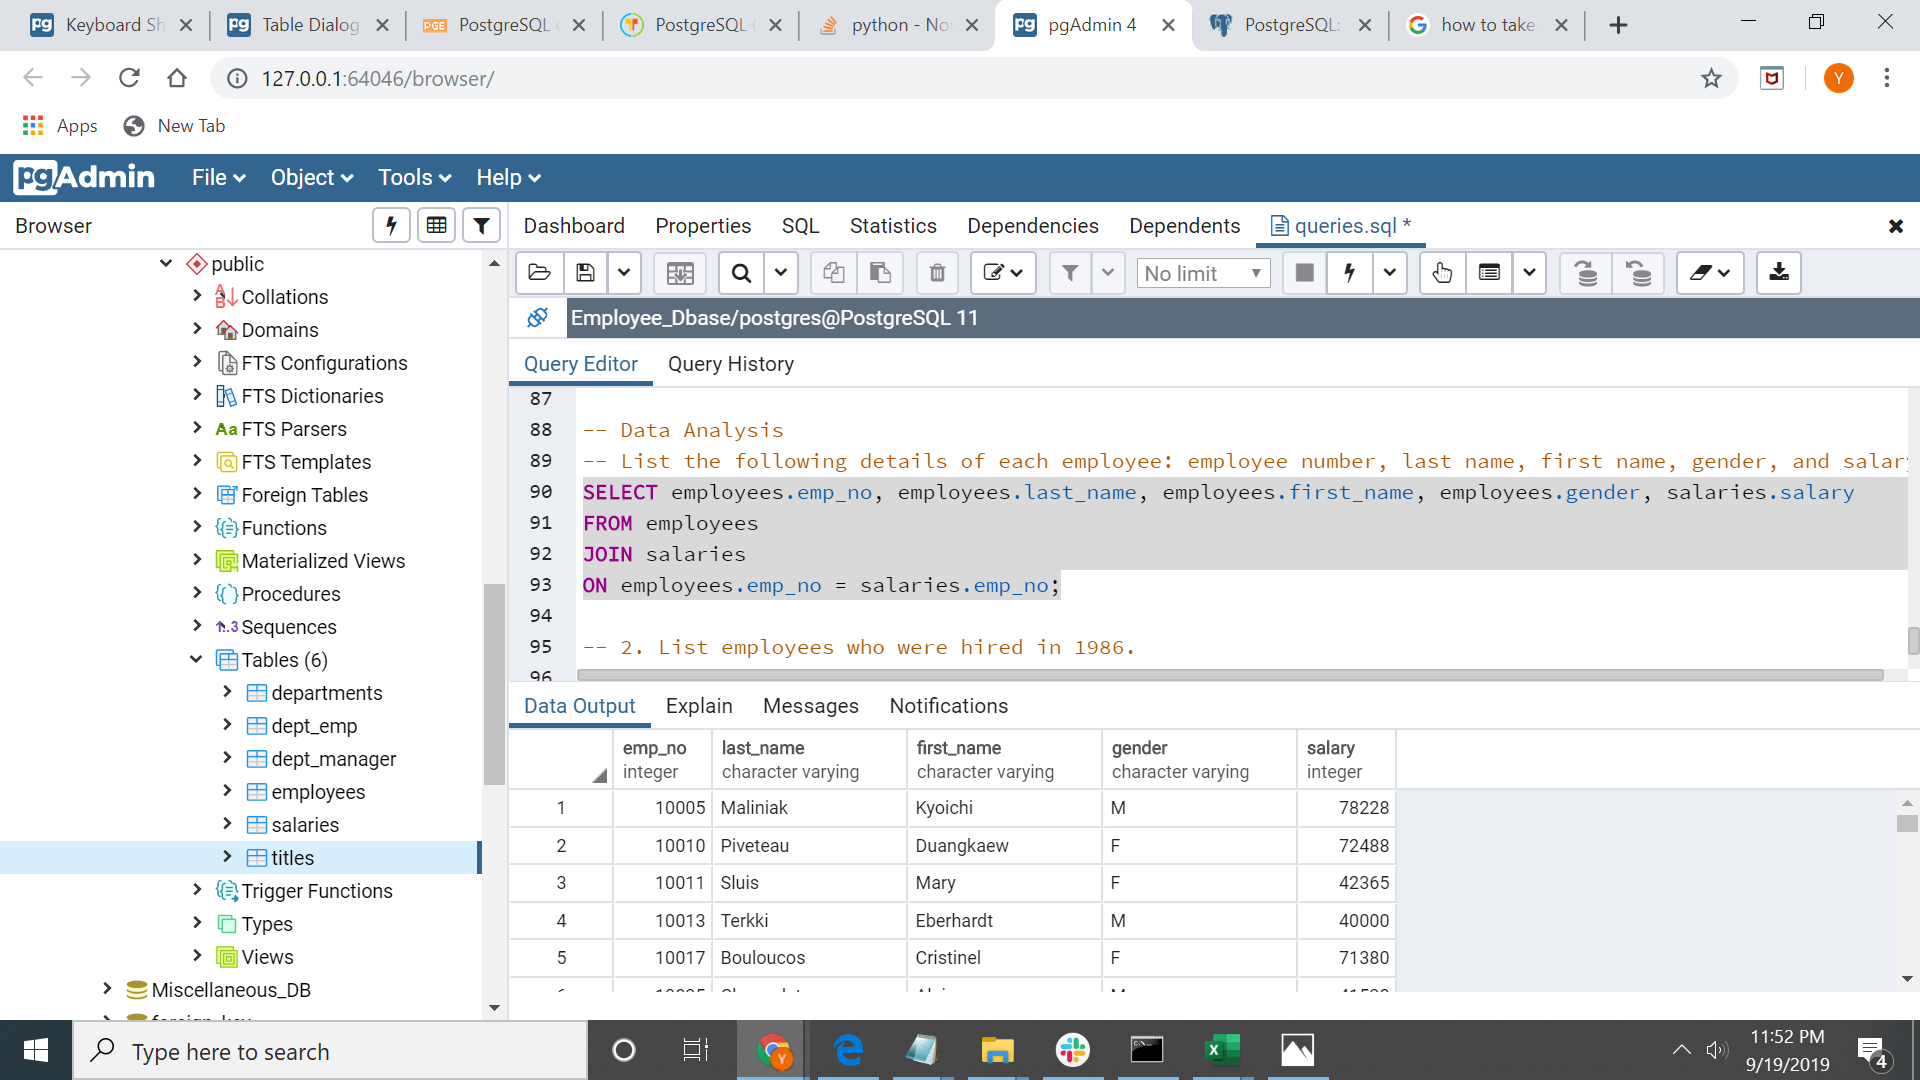 Keyboard Sh
Table Dialog
PostgreSQL
PostgreSQL
python - No
pgAdmin 4
PostgreSQL:
how to take
127.0.0.1:64046/browser/
Apps New Tab
pgAdmin File Object Tools Help
Browser
Dashboard Properties SQL Statistics Dependencies Dependents queries.sql *
No limit
Employee_Dbase/postgres@PostgreSQL 11
Query Editor Query History
public
Collations
Domains
FTS Configurations
FTS Dictionaries
Aa FTS Parsers
FTS Templates
Foreign Tables
Functions
Materialized Views
Procedures
1..3 Sequences
Tables (6)
departments
dept_emp
dept_manager
employees
salaries
titles
Trigger Functions
Types
Views
Miscellaneous_DB
87
88 -- Data Analysis
89 -- List the following details of each employee: employee number, last name, first name, gender, and salar
90 SELECT employees.emp_no, employees.last_name, employees.first_name, employees.gender, salaries.salary
91 FROM employees
92 JOIN salaries
93 ON employees.emp_no = salaries.emp_no;
94
95 -- 2. List employees who were hired in 1986.
96
Data Output Explain Messages Notifications
emp_no last_name first_name gender salary
integer character varying character varying character varying integer
1 10005 Maliniak Kyoichi M 78228
2 10010 Piveteau Duangkaew F 72488
3 10011 Sluis Mary F 42365
4 10013 Terkki Eberhardt M 40000
5 10017 Bouloucos Cristinel F 71380
Type here to search
11:52 PM
9/19/2019
4